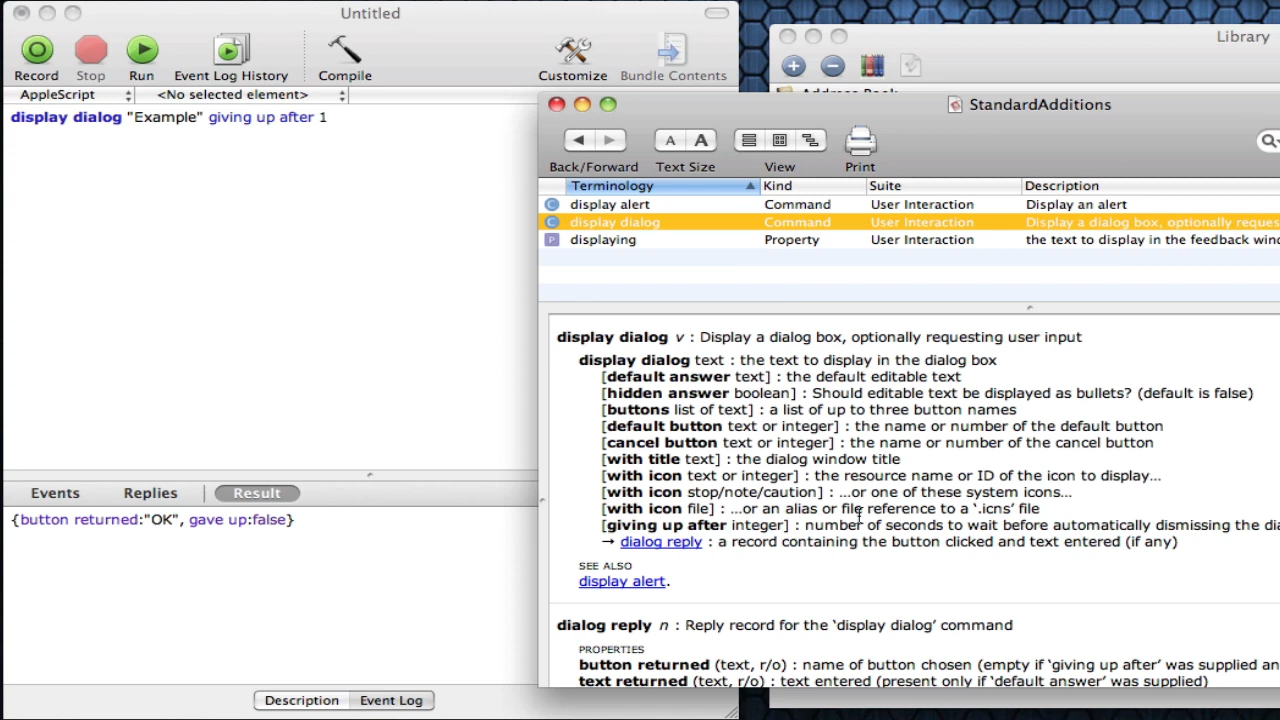 Untitled
Record
Stop
Run
Event Log History
Compile
Customize
Bundle Contents
AppleScript
<No selected element>
display dialog "Example" giving up after 1
Events
Replies
Result
{button returned:"OK", gave up:false}
Description
Event Log
Library
Address Book
StandardAdditions
Back/Forward
A A
Text Size
View
Print
Terminology Kind Suite Description
C display alert Command User Interaction Display an alert
C display dialog Command User Interaction Display a dialog box, optionally reques
P displaying Property User Interaction the text to display in the feedback win
display dialog v : Display a dialog box, optionally requesting user input
display dialog text : the text to display in the dialog box
[default answer text] : the default editable text
[hidden answer boolean] : Should editable text be displayed as bullets? (default is false)
[buttons list of text] : a list of up to three button names
[default button text or integer] : the name or number of the default button
[cancel button text or integer] : the name or number of the cancel button
[with title text] : the dialog window title
[with icon text or integer] : the resource name or ID of the icon to display...
[with icon stop/note/caution] : ...or one of these system icons...
[with icon file] : ...or an alias or file reference to a ‘.icns’ file
[giving up after integer] : number of seconds to wait before automatically dismissing the dia
→ dialog reply : a record containing the button clicked and text entered (if any)
SEE ALSO
display alert.
dialog reply n : Reply record for the ‘display dialog’ command
PROPERTIES
button returned (text, r/o) : name of button chosen (empty if ‘giving up after’ was supplied an
text returned (text, r/o) : text entered (present only if ‘default answer’ was supplied)